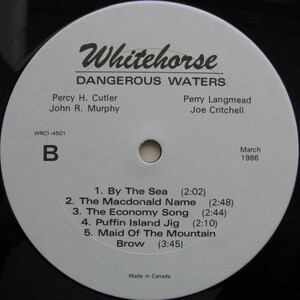 Whitehorse
DANGEROUS WATERS
Percy H. Cutler
John R. Murphy
Perry Langmead
Joe Critchell
WRC1-4501
B
March
1986
1. By The Sea (2:02)
2. The Macdonald Name (2:48)
3. The Economy Song (2:44)
4. Puffin Island Jig (2:10)
5. Maid Of The Mountain
Brow (3:45)
Made in Canada